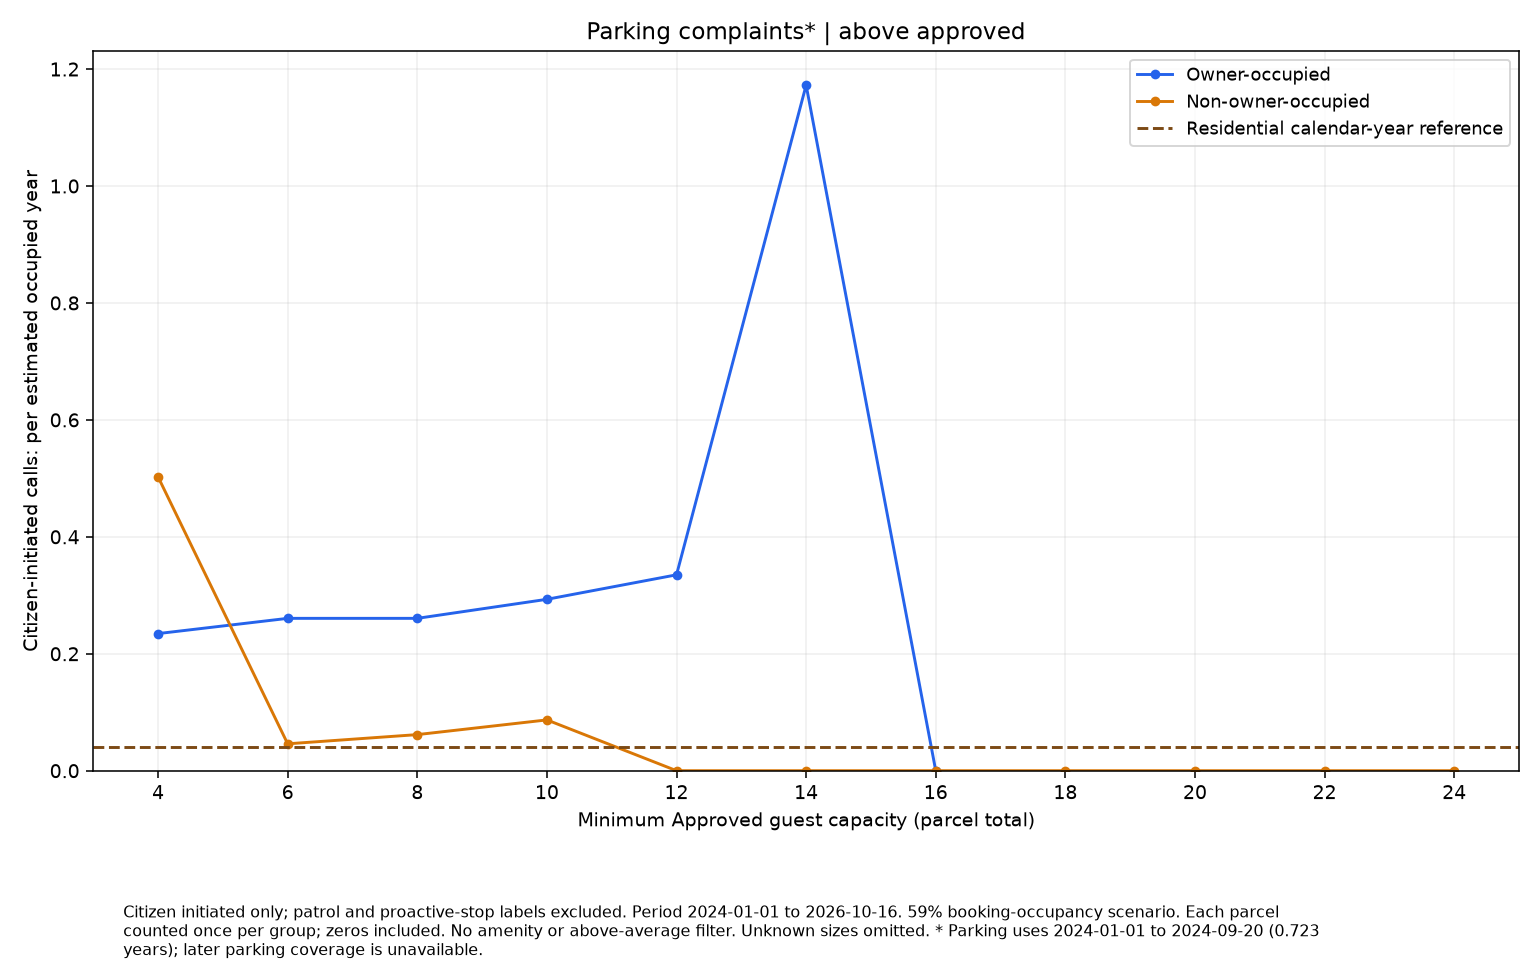 Parking complaints* | above approved
1.2
1.0
0.8
0.6
0.4
0.2
0.0
Citizen-initiated calls: per estimated occupied year
Owner-occupied
Non-owner-occupied
Residential calendar-year reference
4 6 8 10 12 14 16 18 20 22 24
Minimum Approved guest capacity (parcel total)
Citizen initiated only; patrol and proactive-stop labels excluded. Period 2024-01-01 to 2026-10-16. 59% booking-occupancy scenario. Each parcel
counted once per group; zeros included. No amenity or above-average filter. Unknown sizes omitted. * Parking uses 2024-01-01 to 2024-09-20 (0.723
years); later parking coverage is unavailable.